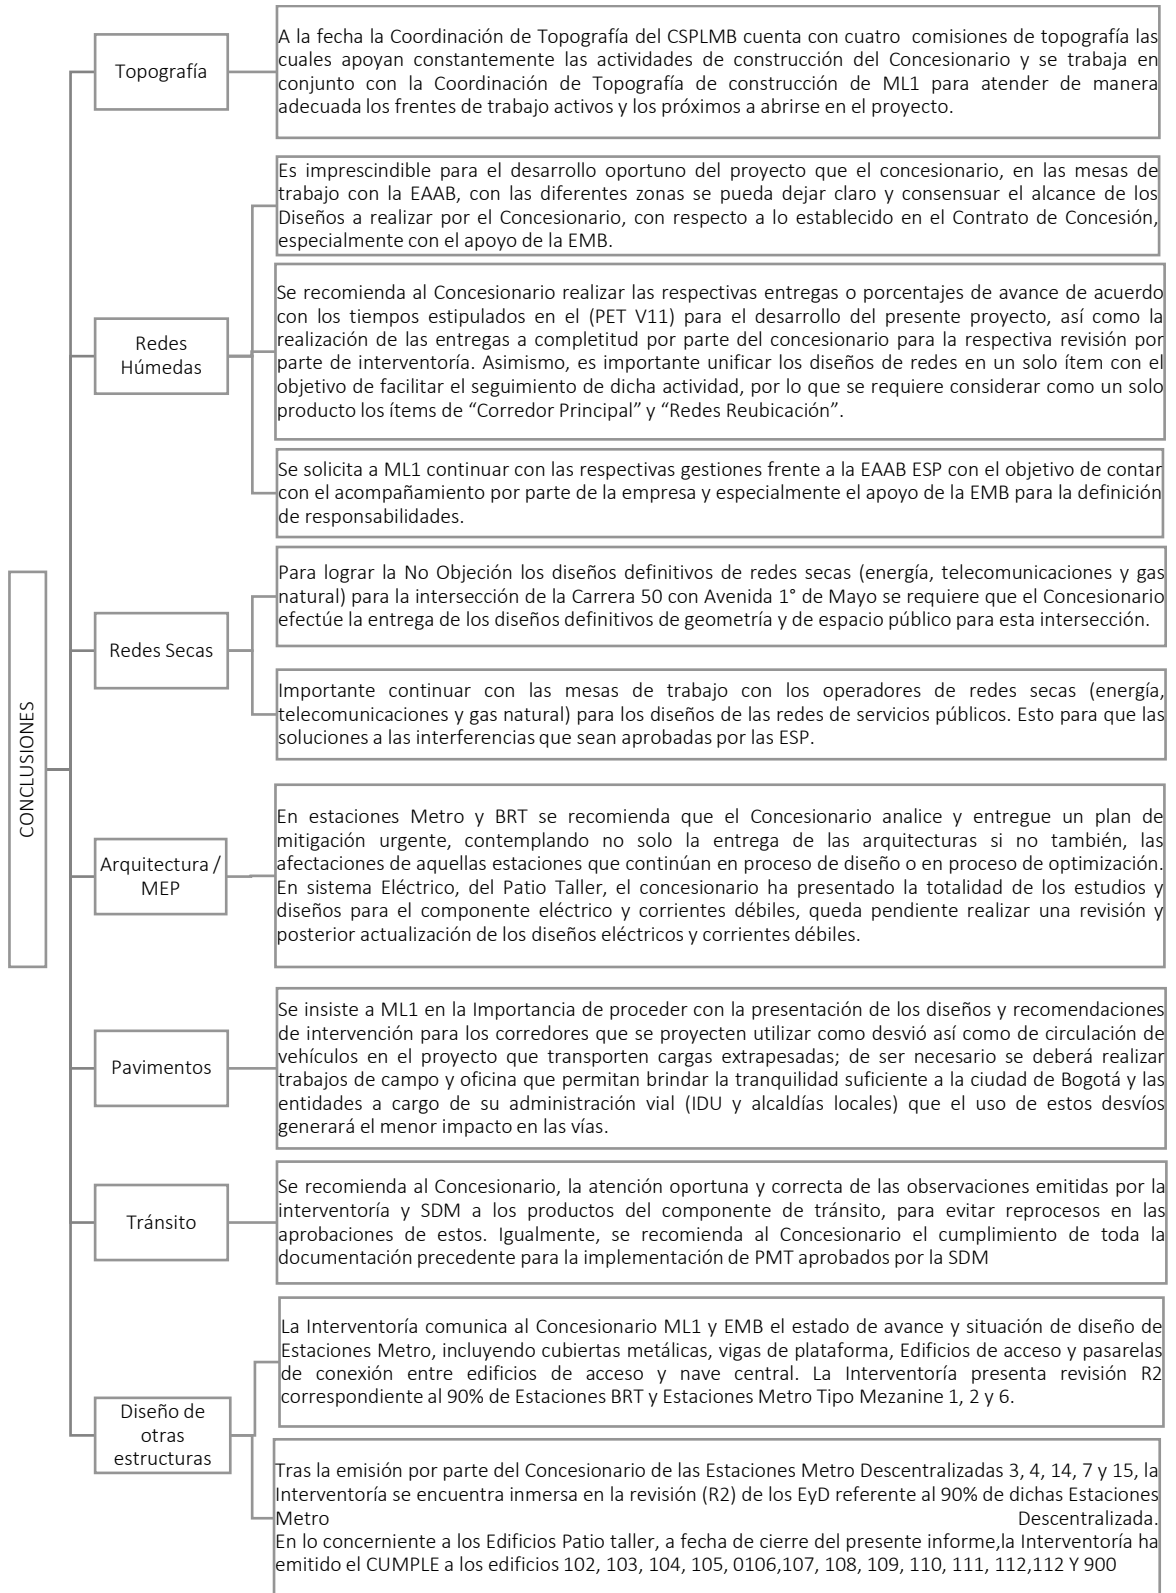 CONCLUSIONES
Topografía
A la fecha la Coordinación de Topografía del CSPLMB cuenta con cuatro comisiones de topografía las
cuales apoyan constantemente las actividades de construcción del Concesionario y se trabaja en
conjunto con la Coordinación de Topografía de construcción de ML1 para atender de manera
adecuada los frentes de trabajo activos y los próximos a abrirse en el proyecto.
Redes
Húmedas
Es imprescindible para el desarrollo oportuno del proyecto que el concesionario, en las mesas de
trabajo con la EAAB, con las diferentes zonas se pueda dejar claro y consensuar el alcance de los
Diseños a realizar por el Concesionario, con respecto a lo establecido en el Contrato de Concesión,
especialmente con el apoyo de la EMB.
Se recomienda al Concesionario realizar las respectivas entregas o porcentajes de avance de acuerdo
con los tiempos estipulados en el (PET V11) para el desarrollo del presente proyecto, así como la
realización de las entregas a completitud por parte del concesionario para la respectiva revisión por
parte de interventoría. Asimismo, es importante unificar los diseños de redes en un solo ítem con el
objetivo de facilitar el seguimiento de dicha actividad, por lo que se requiere considerar como un solo
producto los ítems de “Corredor Principal” y “Redes Reubicación”.
Se solicita a ML1 continuar con las respectivas gestiones frente a la EAAB ESP con el objetivo de contar
con el acompañamiento por parte de la empresa y especialmente el apoyo de la EMB para la definición
de responsabilidades.
Redes Secas
Para lograr la No Objeción los diseños definitivos de redes secas (energía, telecomunicaciones y gas
natural) para la intersección de la Carrera 50 con Avenida 1° de Mayo se requiere que el Concesionario
efectúe la entrega de los diseños definitivos de geometría y de espacio público para esta intersección.
Importante continuar con las mesas de trabajo con los operadores de redes secas (energía,
telecomunicaciones y gas natural) para los diseños de las redes de servicios públicos. Esto para que las
soluciones a las interferencias que sean aprobadas por las ESP.
Arquitectura /
MEP
En estaciones Metro y BRT se recomienda que el Concesionario analice y entregue un plan de
mitigación urgente, contemplando no solo la entrega de las arquitecturas si no también, las
afectaciones de aquellas estaciones que continúan en proceso de diseño o en proceso de optimización.
En sistema Eléctrico, del Patio Taller, el concesionario ha presentado la totalidad de los estudios y
diseños para el componente eléctrico y corrientes débiles, queda pendiente realizar una revisión y
posterior actualización de los diseños eléctricos y corrientes débiles.
Pavimentos
Se insiste a ML1 en la Importancia de proceder con la presentación de los diseños y recomendaciones
de intervención para los corredores que se proyecten utilizar como desvió así como de circulación de
vehículos en el proyecto que transporten cargas extrapesadas; de ser necesario se deberá realizar
trabajos de campo y oficina que permitan brindar la tranquilidad suficiente a la ciudad de Bogotá y las
entidades a cargo de su administración vial (IDU y alcaldías locales) que el uso de estos desvíos
generará el menor impacto en las vías.
Tránsito
Se recomienda al Concesionario, la atención oportuna y correcta de las observaciones emitidas por la
interventoría y SDM a los productos del componente de tránsito, para evitar reprocesos en las
aprobaciones de estos. Igualmente, se recomienda al Concesionario el cumplimiento de toda la
documentación precedente para la implementación de PMT aprobados por la SDM
Diseño de
otras
estructuras
La Interventoría comunica al Concesionario ML1 y EMB el estado de avance y situación de diseño de
Estaciones Metro, incluyendo cubiertas metálicas, vigas de plataforma, Edificios de acceso y pasarelas
de conexión entre edificios de acceso y nave central. La Interventoría presenta revisión R2
correspondiente al 90% de Estaciones BRT y Estaciones Metro Tipo Mezanine 1, 2 y 6.
Tras la emisión por parte del Concesionario de las Estaciones Metro Descentralizadas 3, 4, 14, 7 y 15, la
Interventoría se encuentra inmersa en la revisión (R2) de los EyD referente al 90% de dichas Estaciones
Metro Descentralizada.
En lo concerniente a los Edificios Patio taller, a fecha de cierre del presente informe,la Interventoría ha
emitido el CUMPLE a los edificios 102, 103, 104, 105, 0106,107, 108, 109, 110, 111, 112,112 Y 900